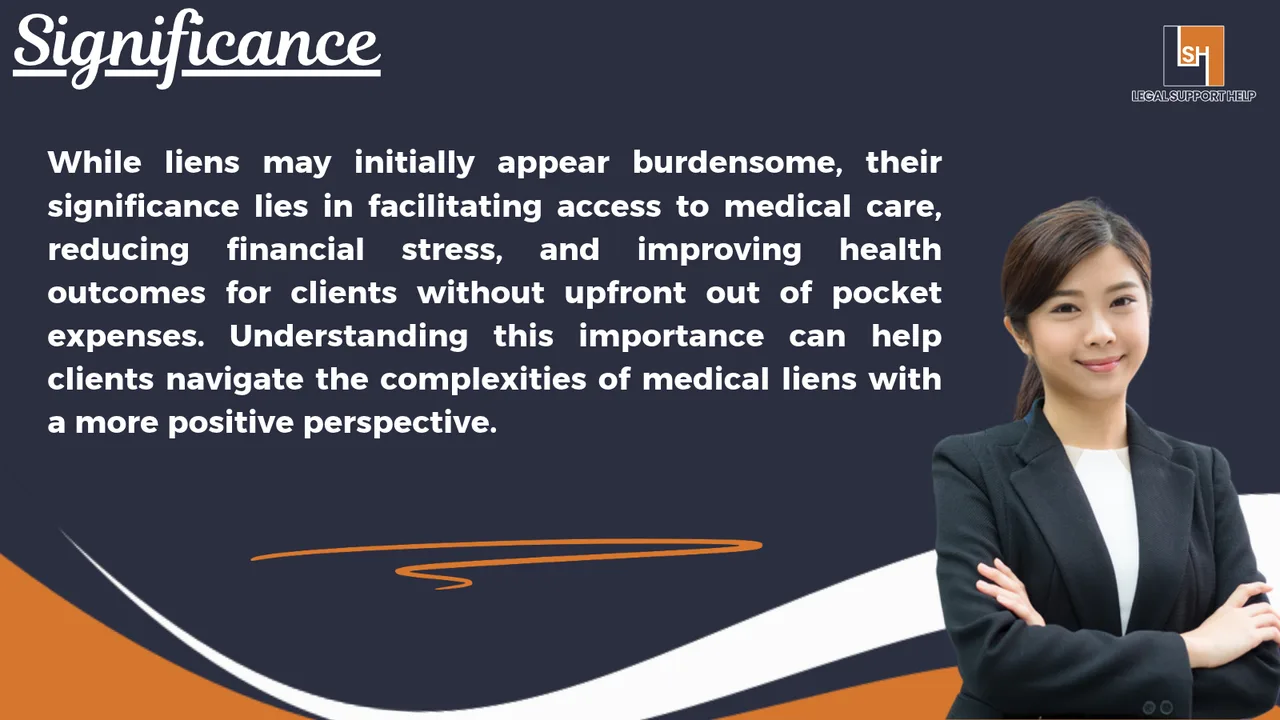 Significance
SH
LEGAL SUPPORT HELP
While liens may initially appear burdensome, their
significance lies in facilitating access to medical care,
reducing financial stress, and improving health
outcomes for clients without upfront out of pocket
expenses. Understanding this importance can help
clients navigate the complexities of medical liens with
a more positive perspective.